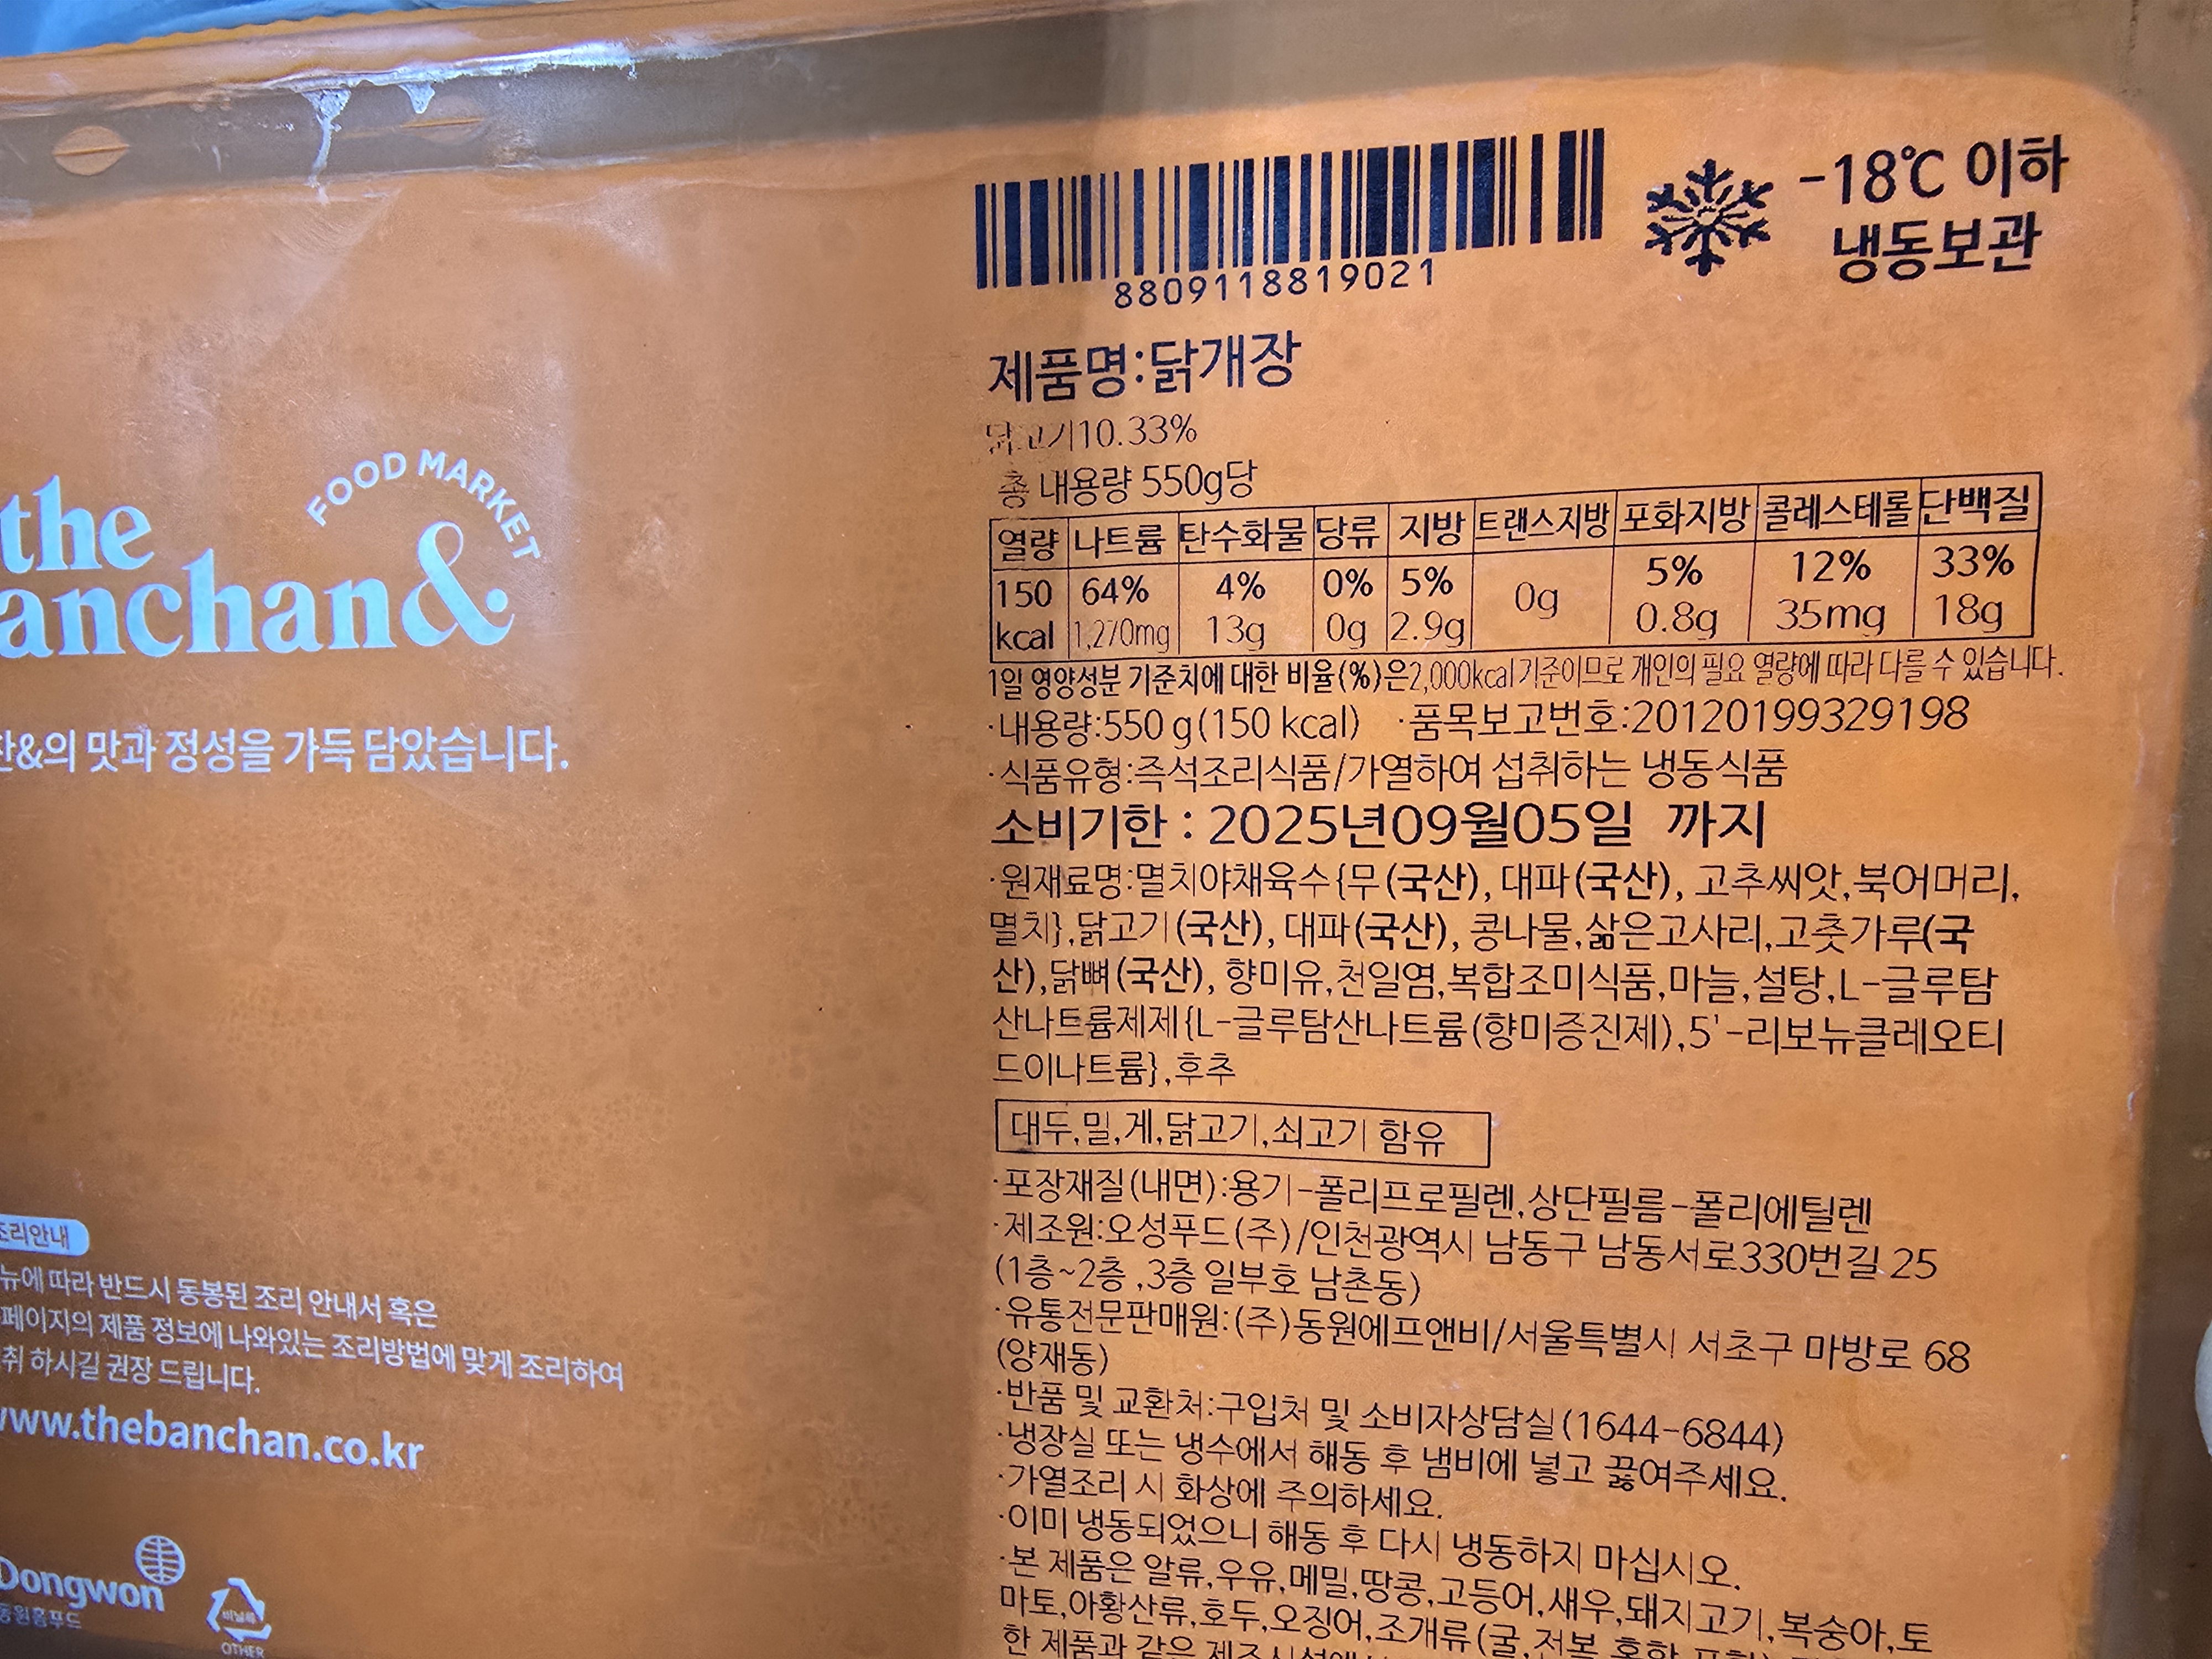 the
FOOD MARKET
anchan&
찬&의 맛과 정성을 가득 담았습니다.
조리안내
뉴에 따라 반드시 동봉된 조리 안내서 혹은
페이지의 제품 정보에 나와있는 조리방법에 맞게 조리하여
취 하시길 권장 드립니다.
www.thebanchan.co.kr
Dongwon
동원홈푸드
비닐류
OTHER
8809118819021
-18℃ 이하
냉동보관
제품명:닭개장
닭고기10.33%
총 내용량 550g당
열량 나트륨 탄수화물 당류 지방 트랜스지방 포화지방 콜레스테롤 단백질
150 64% 4% 0% 5% 0g 5% 12% 33%
kcal 1,270mg 13g 0g 2.9g 0.8g 35mg 18g
1일 영양성분 기준치에 대한 비율(%)은2,000kcal기준이므로 개인의 필요 열량에 따라 다를 수 있습니다.
·내용량:550 g(150 kcal) ·품목보고번호:20120199329198
·식품유형:즉석조리식품/가열하여 섭취하는 냉동식품
소비기한 : 2025년09월05일 까지
·원재료명:멸치야채육수{무(국산), 대파(국산), 고추씨앗,북어머리,
멸치},닭고기(국산), 대파(국산), 콩나물,삶은고사리,고춧가루(국
산),닭뼈(국산), 향미유,천일염,복합조미식품,마늘,설탕,L-글루탐
산나트륨제제{L-글루탐산나트륨(향미증진제),5'-리보뉴클레오티
드이나트륨},후추
대두,밀,게,닭고기,쇠고기 함유
·포장재질(내면):용기-폴리프로필렌,상단필름-폴리에틸렌
·제조원:오성푸드(주)/인천광역시 남동구 남동서로330번길 25
(1층~2층 ,3층 일부호 남촌동)
·유통전문판매원:(주)동원에프앤비/서울특별시 서초구 마방로 68
(양재동)
·반품 및 교환처:구입처 및 소비자상담실(1644-6844)
·냉장실 또는 냉수에서 해동 후 냄비에 넣고 끓여주세요.
·가열조리 시 화상에 주의하세요.
·이미 냉동되었으니 해동 후 다시 냉동하지 마십시오.
·본 제품은 알류,우유,메밀,땅콩,고등어,새우,돼지고기,복숭아,토
마토,아황산류,호두,오징어,조개류(굴,전복,홍합
한 제품과 같은